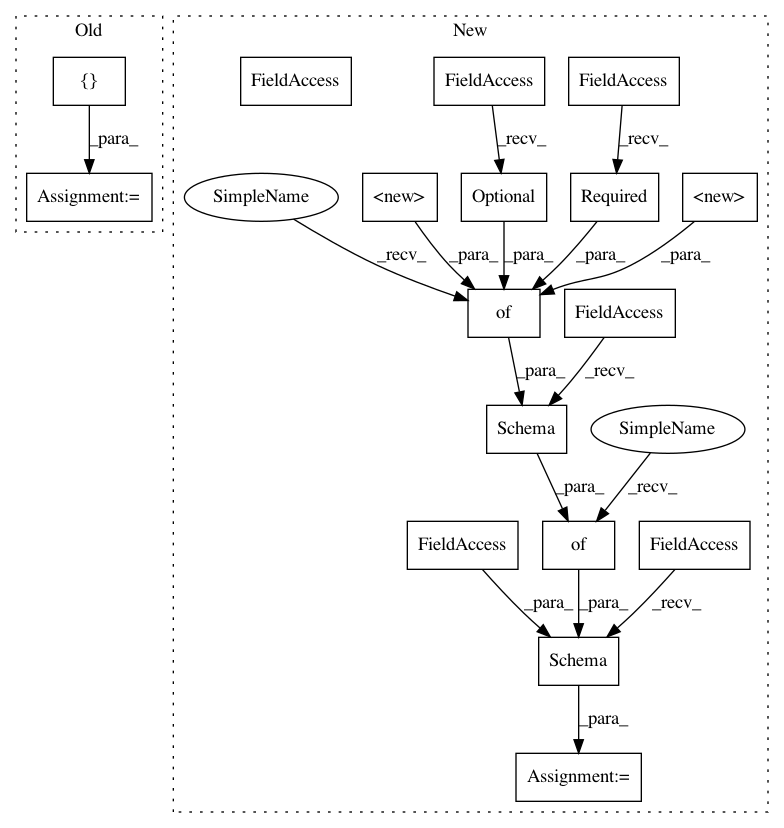 Old
New
{}
FieldAccess
FieldAccess
FieldAccess
_para_
_recv_
_recv_
Assignment:=
SimpleName
<new>
Optional
Required
<new>
_recv_
_para_
_para_
_para_
_para_
of
FieldAccess
_para_
_recv_
Schema
SimpleName
_para_
_recv_
FieldAccess
of
FieldAccess
_para_
_para_
_recv_
Schema
_para_
Assignment:=